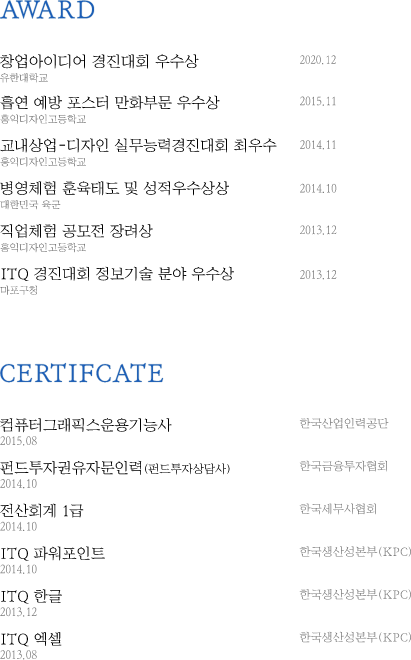 AWARD
창업아이디어 경진대회 우수상 2020.12
유한대학교
흡연 예방 포스터 만화부문 우수상 2015.11
홍익디자인고등학교
교내상업-디자인 실무능력경진대회 최우수 2014.11
홍익디자인고등학교
병영체험 훈육태도 및 성적우수상상 2014.10
대한민국 육군
직업체험 공모전 장려상 2013.12
홍익디자인고등학교
ITQ 경진대회 정보기술 분야 우수상 2013.12
마포구청
CERTIFCATE
컴퓨터그래픽스운용기능사 한국산업인력공단
2015.08
펀드투자권유자문인력(펀드투자상담사) 한국금융투자협회
2014.10
전산회계 1급 한국세무사협회
2014.10
ITQ 파워포인트 한국생산성본부(KPC)
2014.10
ITQ 한글 한국생산성본부(KPC)
2013.12
ITQ 엑셀 한국생산성본부(KPC)
2013.08